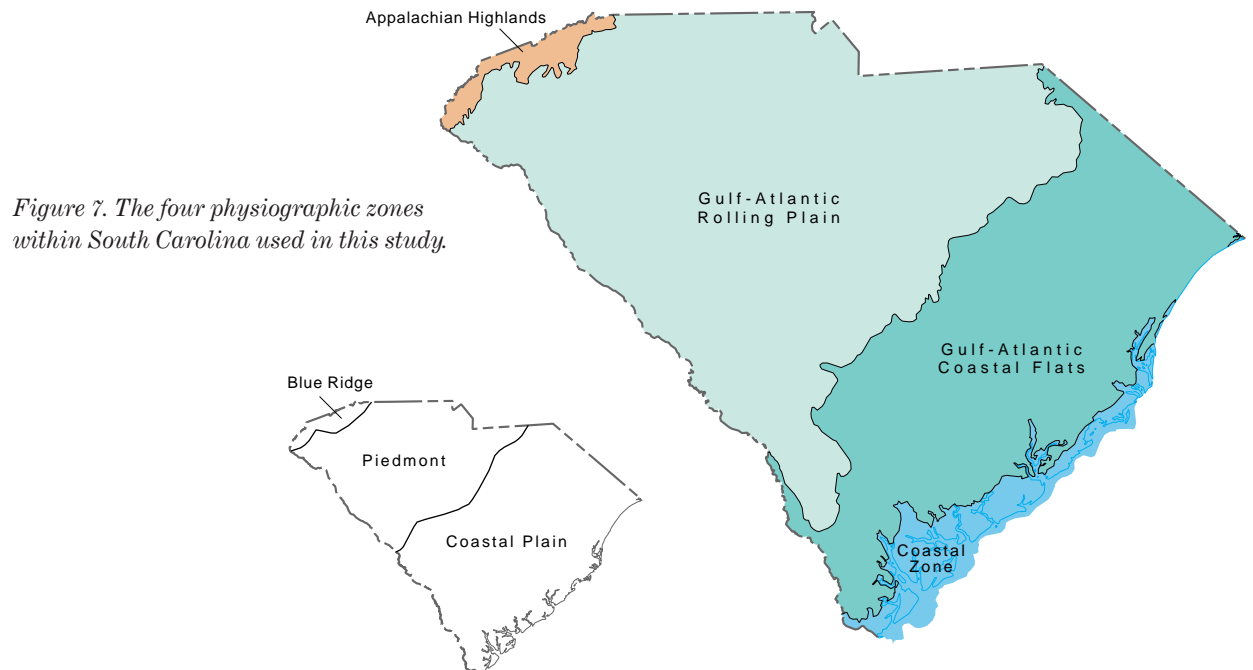 Appalachian Highlands
Gulf-Atlantic
Rolling Plain
Figure 7. The four physiographic zones
within South Carolina used in this study.
Gulf-Atlantic
Coastal Flats
Blue Ridge
Piedmont
Coastal Plain
Coastal
Zone